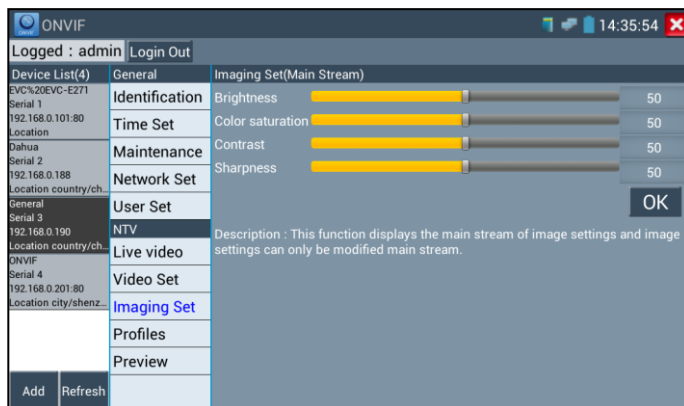 ONVIF
ONVIF 14:35:54
Logged : admin Login Out
Device List(4)
EVC%20EVC-E271
Serial 1
192.168.0.101:80
Location
Dahua
Serial 2
192.168.0.188
Location country/ch...
General
Serial 3
192.168.0.190
Location country/ch...
ONVIF
Serial 4
192.168.0.201:80
Location city/shenz...
Add Refresh
General
Identification
Time Set
Maintenance
Network Set
User Set
NTV
Live video
Video Set
Imaging Set
Profiles
Preview
Imaging Set(Main Stream)
Brightness 50
Color saturation 50
Contrast 50
Sharpness 50
OK
Description : This function displays the main stream of image settings and image
settings can only be modified main stream.